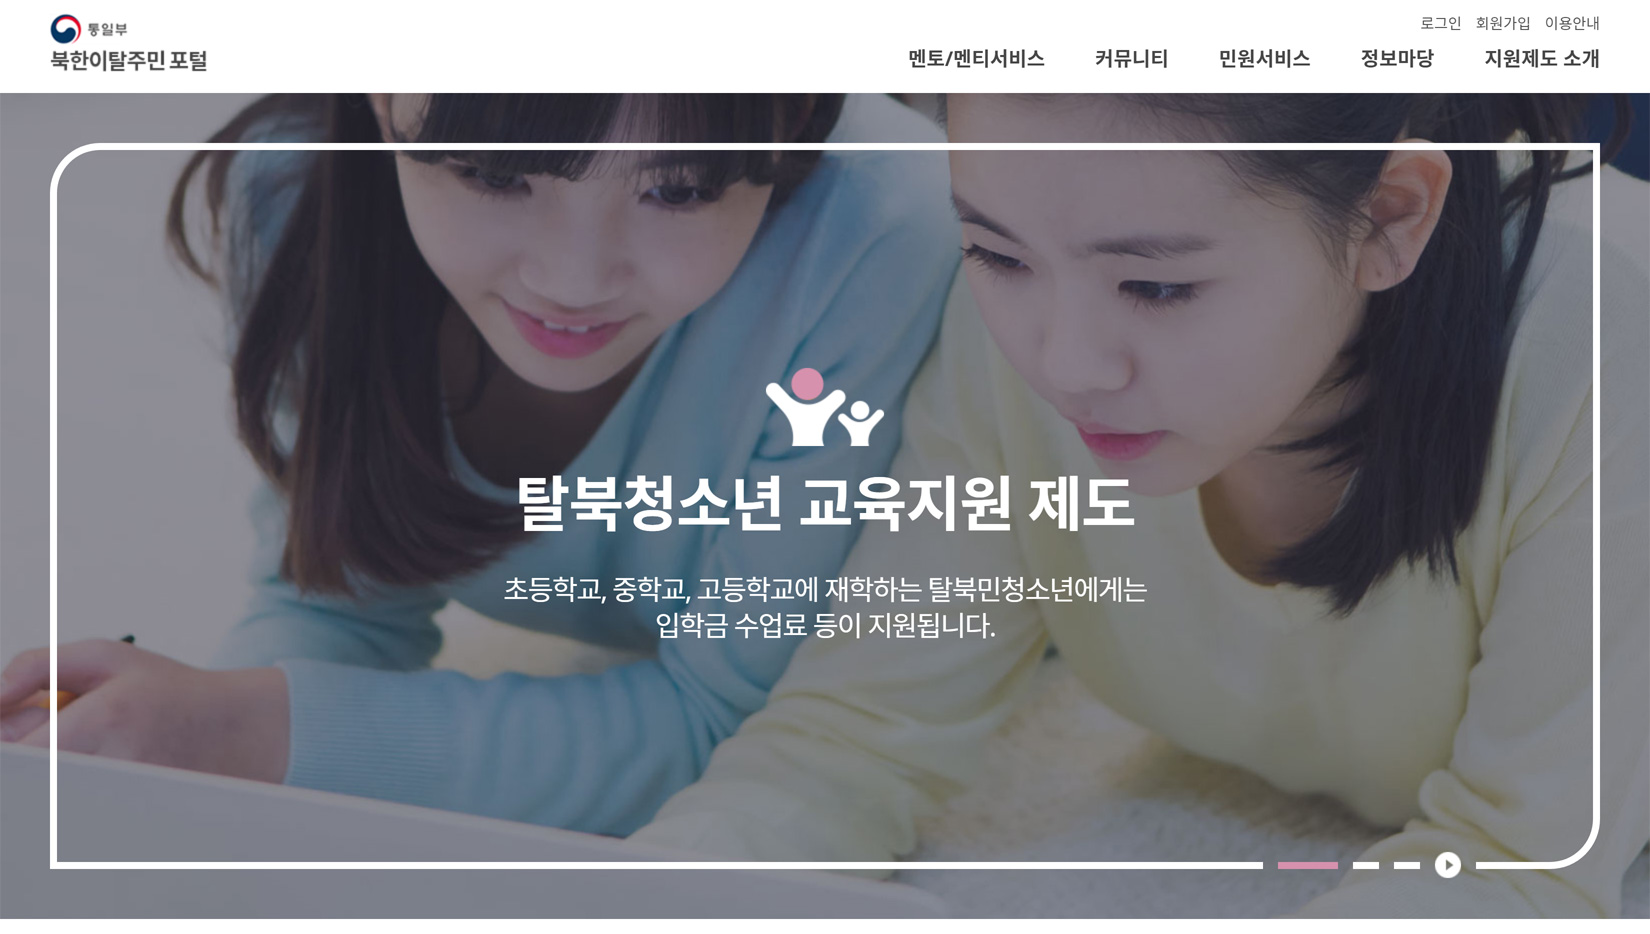 통일부
북한이탈주민 포털
로그인 회원가입 이용안내
멘토/멘티서비스 커뮤니티 민원서비스 정보마당 지원제도 소개
탈북청소년 교육지원 제도
초등학교, 중학교, 고등학교에 재학하는 탈북민청소년에게는
입학금 수업료 등이 지원됩니다.